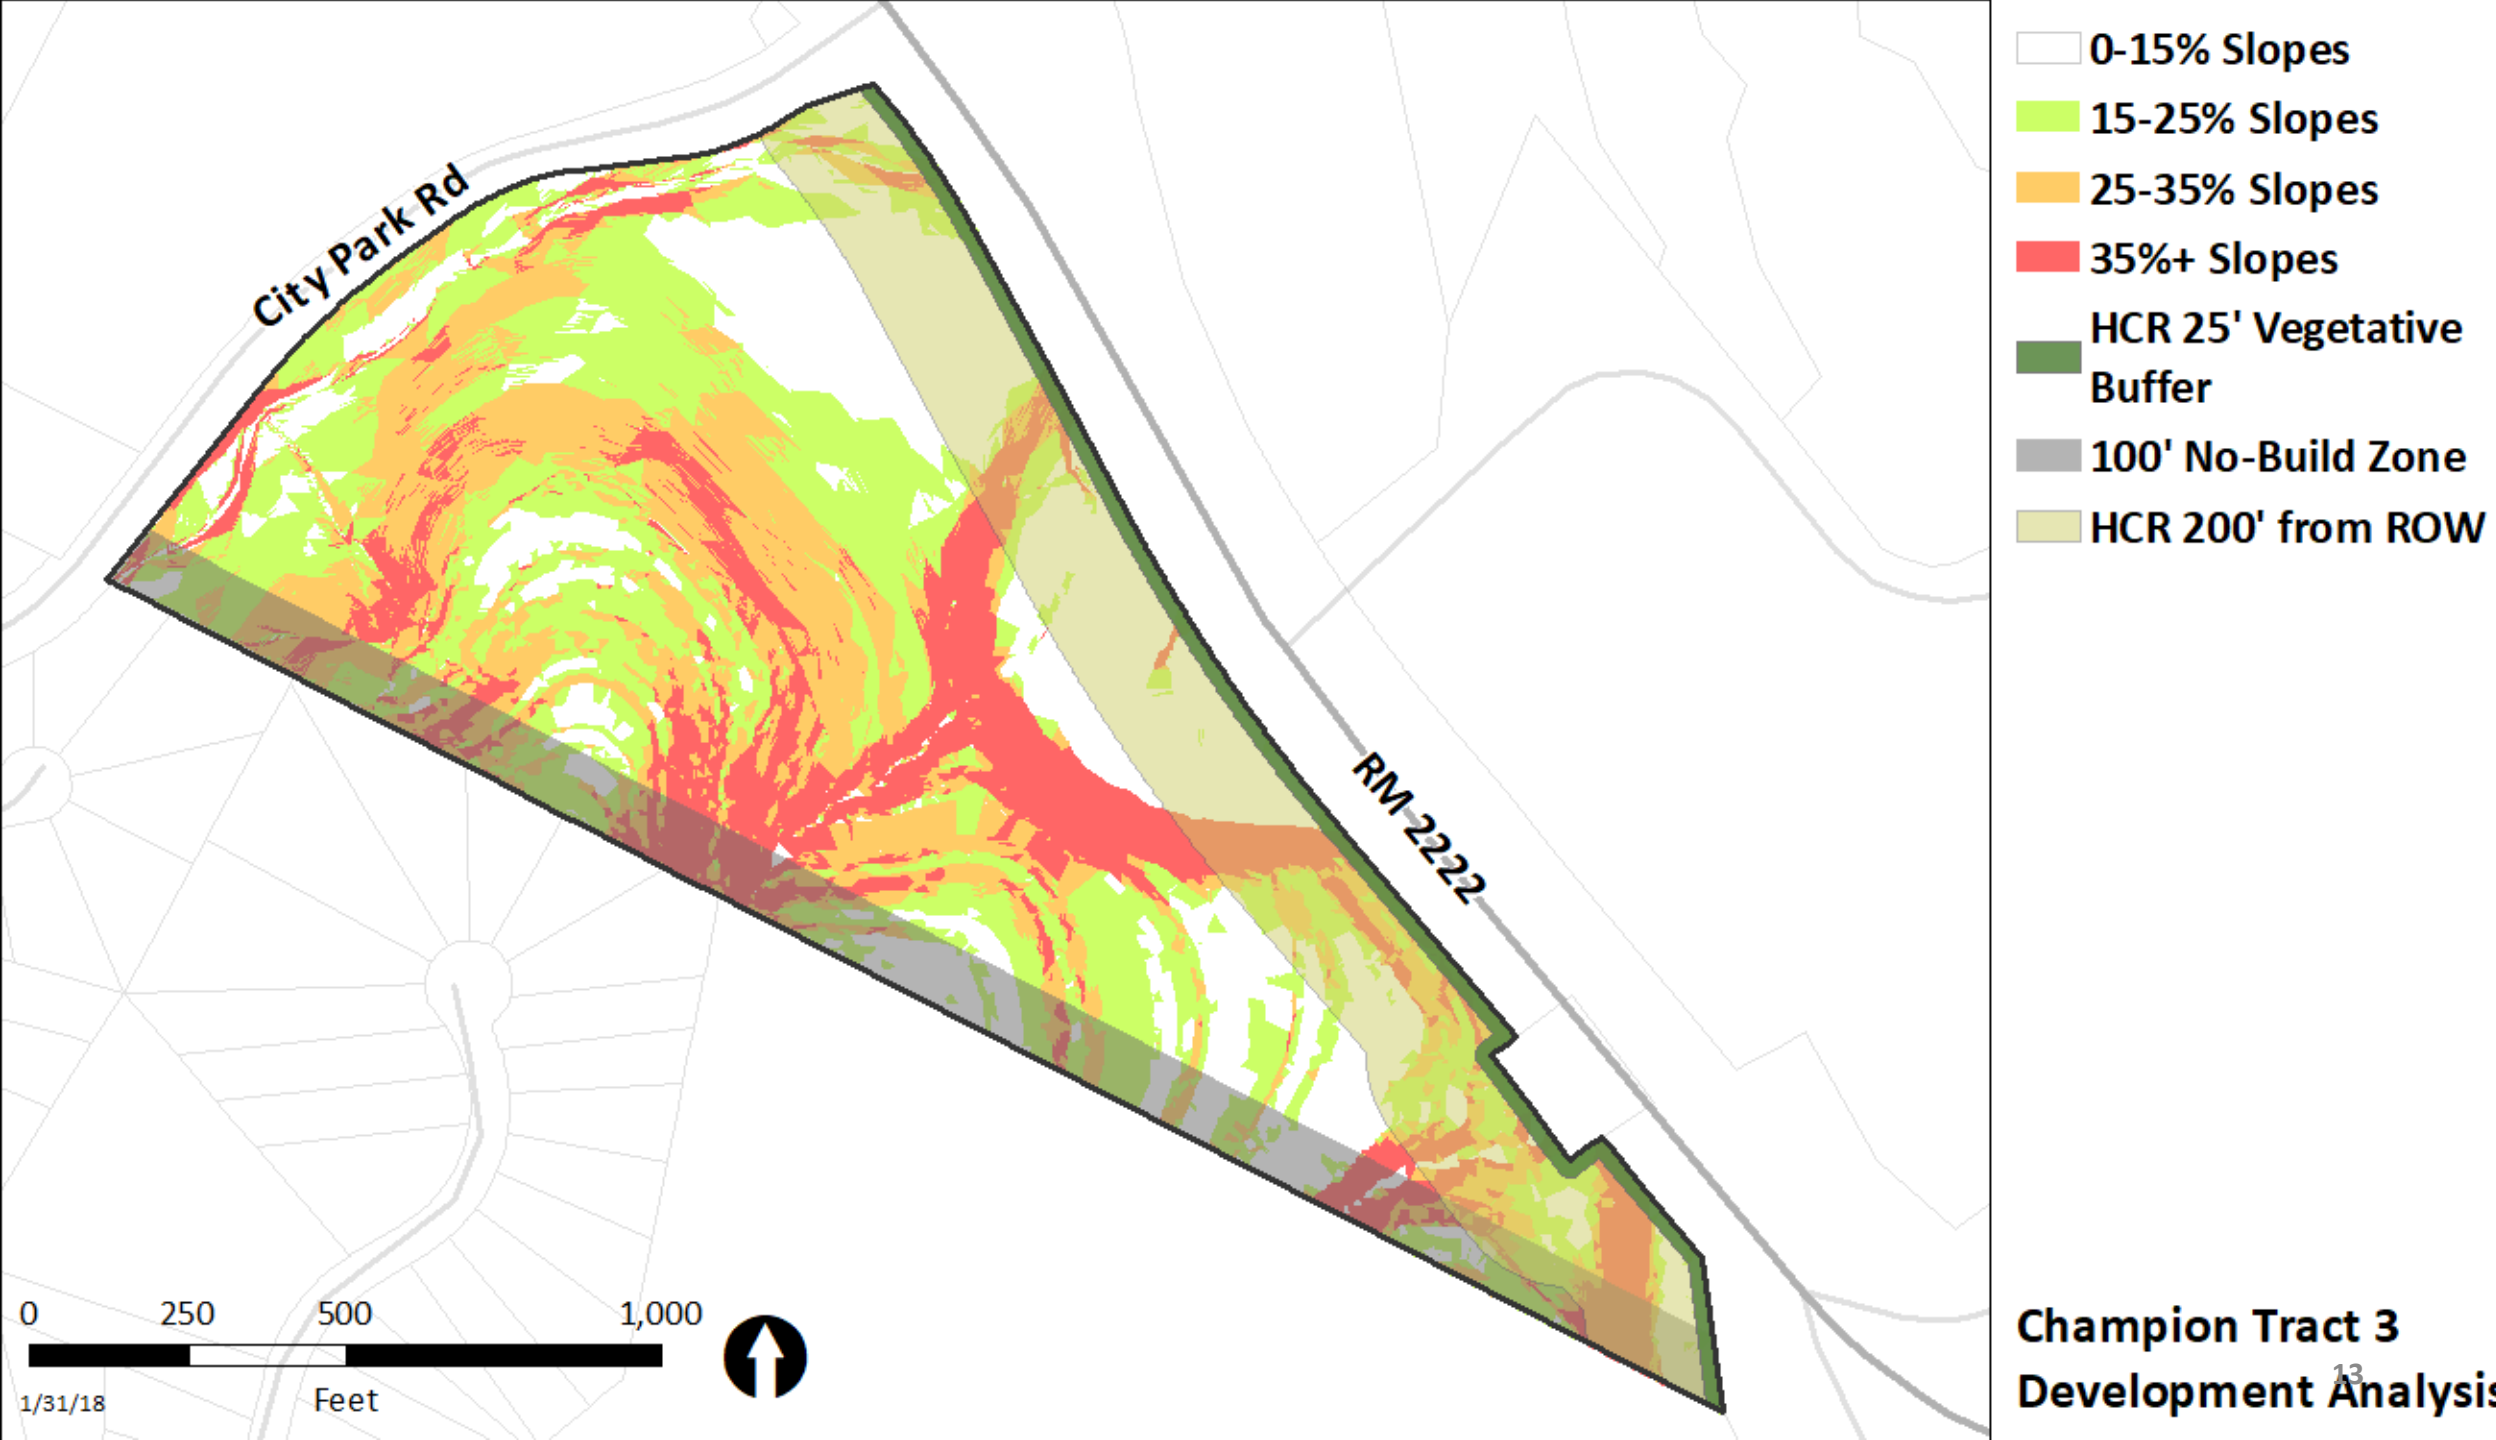 City Park Rd
RM 2222
0-15% Slopes
15-25% Slopes
25-35% Slopes
35%+ Slopes
HCR 25' Vegetative
Buffer
100' No-Build Zone
HCR 200' from ROW
0 250 500 1,000
Feet
1/31/18
Champion Tract 3
13
Development Analysis